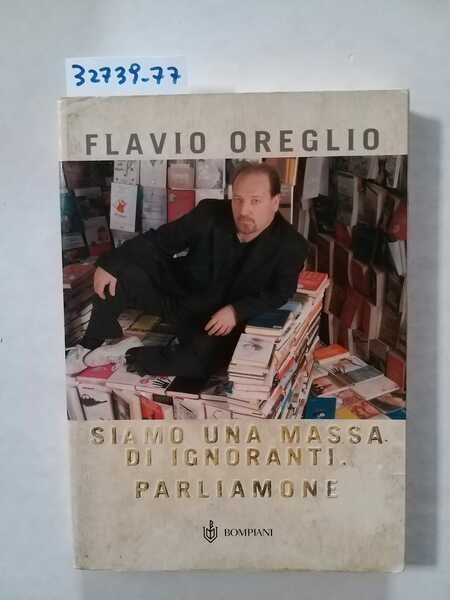 32739-77
FLAVIO OREGLIO
SIAMO UNA MASSA
DI IGNORANTI.
PARLIAMONE
BOMPIANI